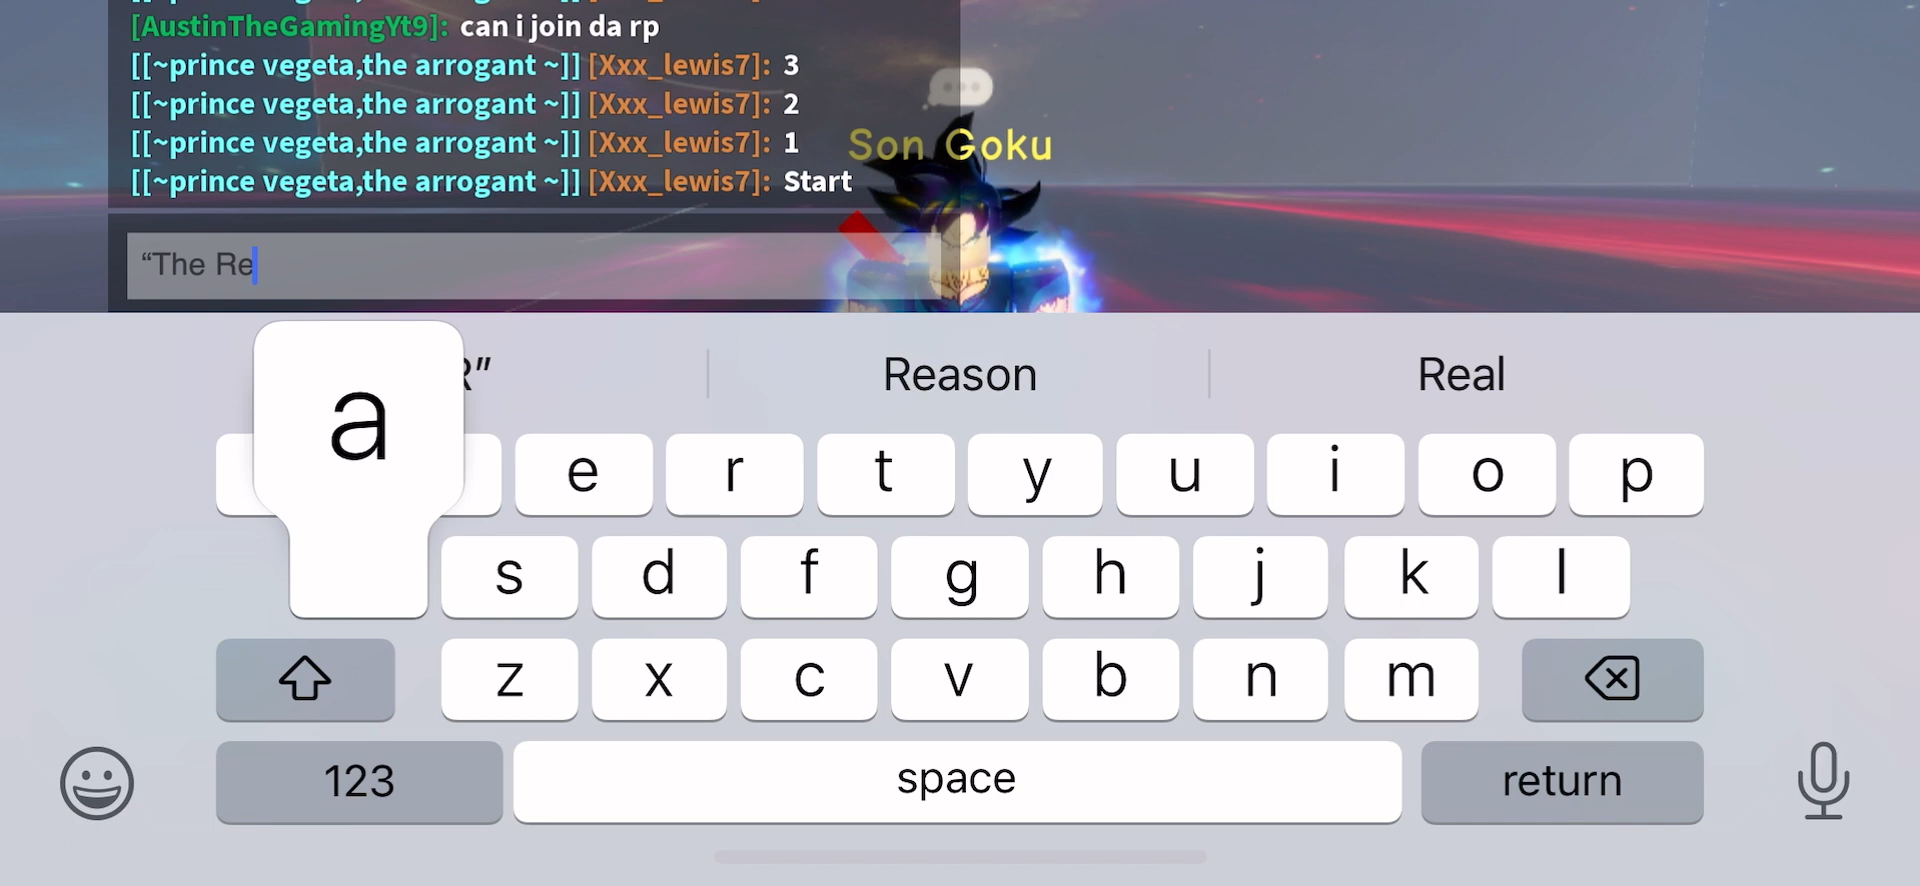 [AustinTheGamingYt9]: can i join da rp
[[~prince vegeta,the arrogant ~]] [Xxx_lewis7]: 3
[[~prince vegeta,the arrogant ~]] [Xxx_lewis7]: 2
[[~prince vegeta,the arrogant ~]] [Xxx_lewis7]: 1
[[~prince vegeta,the arrogant ~]] [Xxx_lewis7]: Start
Son Goku
“The Re
R” Reason Real
a
e r t y u i o p
s d f g h j k l
z x c v b n m
123 space return